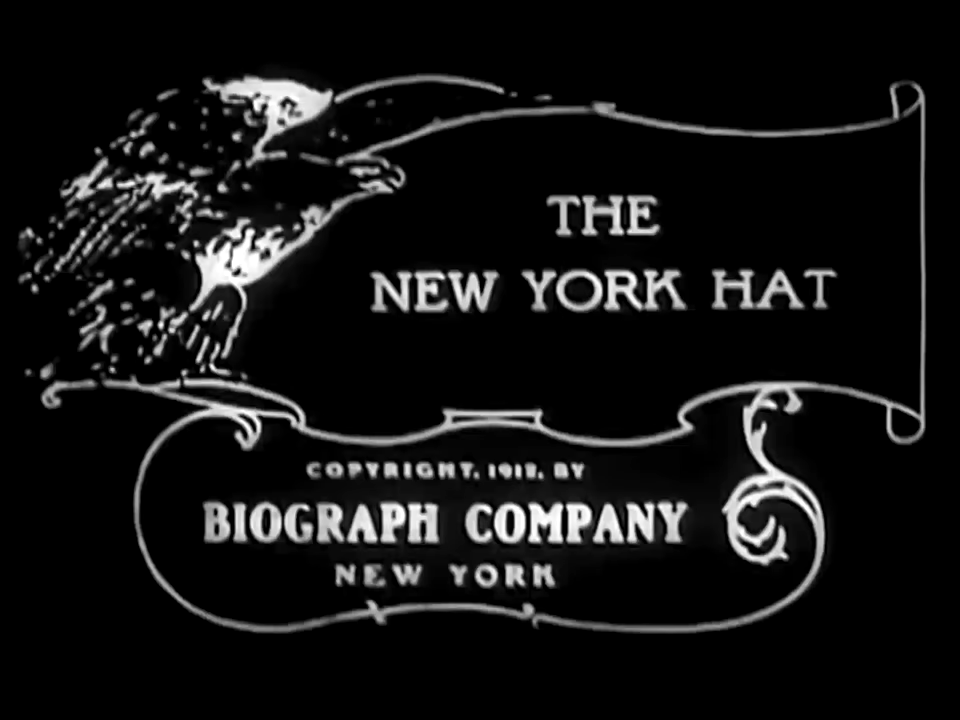 THE
NEW YORK HAT
COPYRIGHT, 1912, BY
BIOGRAPH COMPANY
NEW YORK